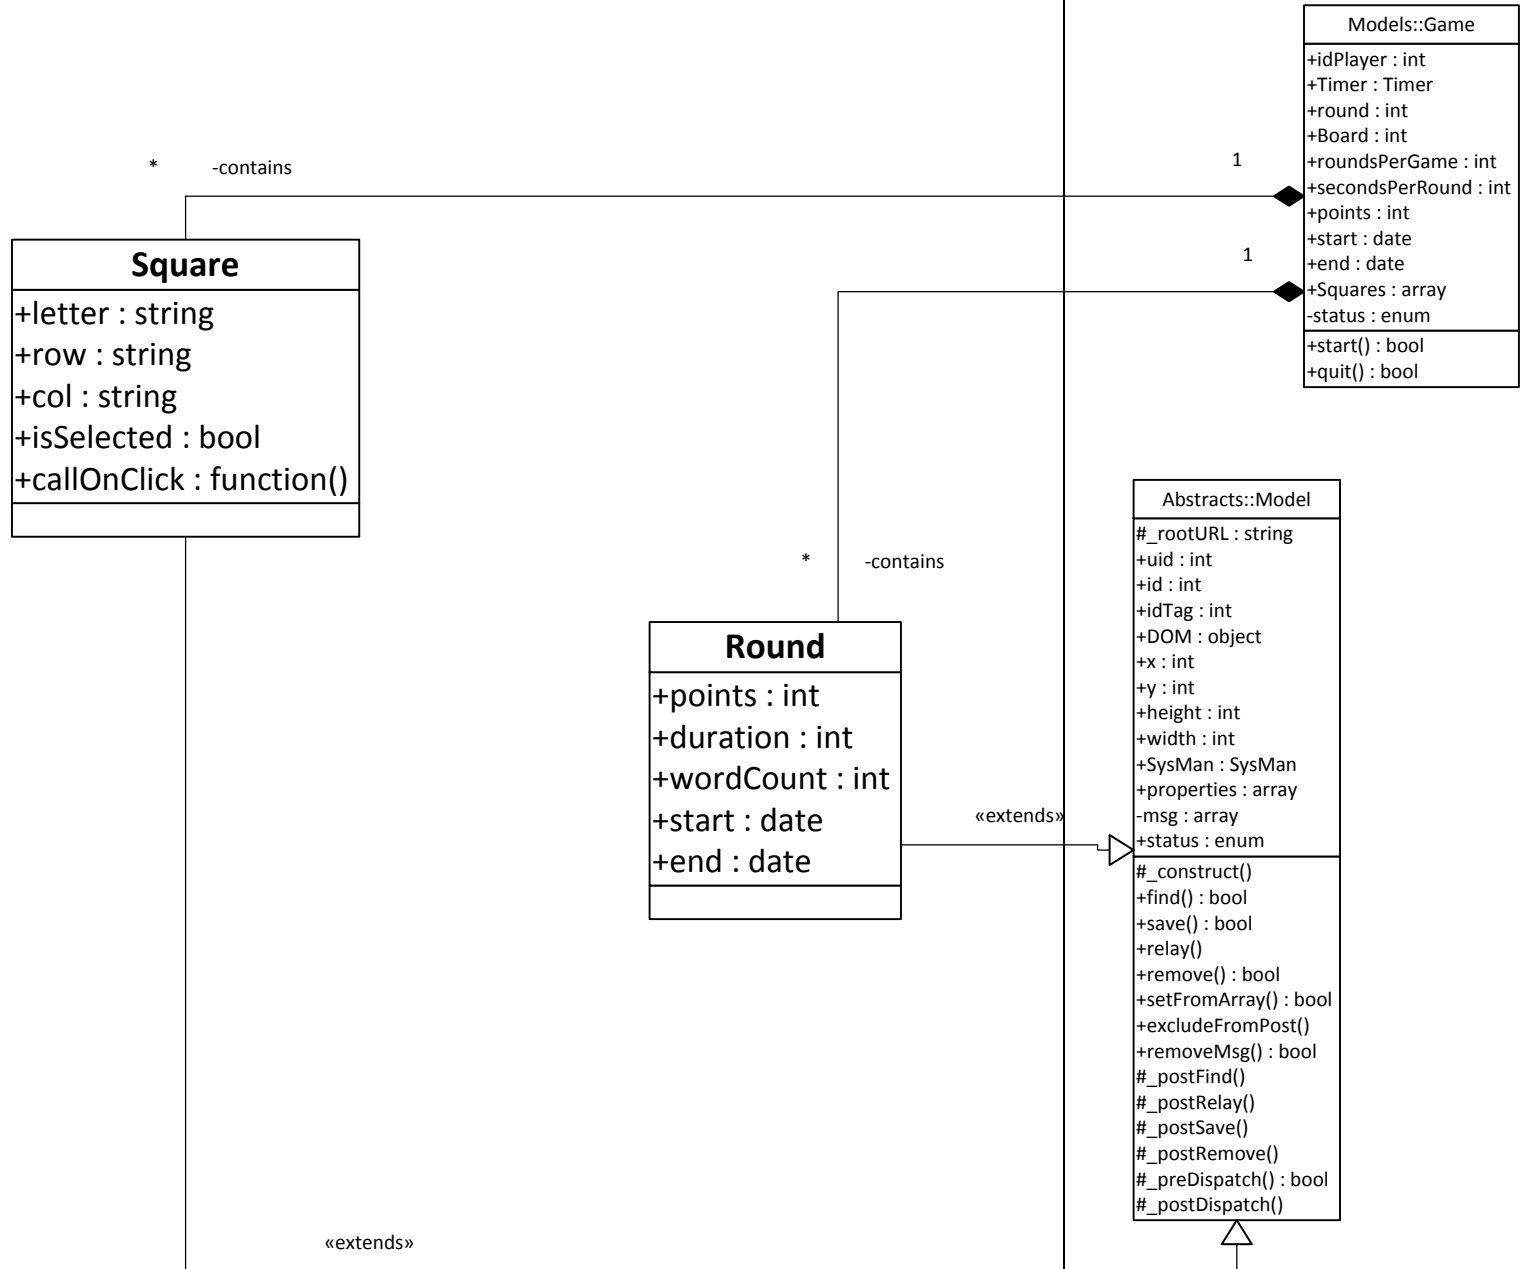 Models::Game
+idPlayer : int
+Timer : Timer
+round : int
+Board : int
+roundsPerGame : int
+secondsPerRound : int
+points : int
+start : date
+end : date
+Squares : array
-status : enum
+start() : bool
+quit() : bool
* -contains
1
1
Square
+letter : string
+row : string
+col : string
+isSelected : bool
+callOnClick : function()
* -contains
Round
+points : int
+duration : int
+wordCount : int
+start : date
+end : date
«extends»
Abstracts::Model
#_rootURL : string
+uid : int
+id : int
+idTag : int
+DOM : object
+x : int
+y : int
+height : int
+width : int
+SysMan : SysMan
+properties : array
-msg : array
+status : enum
#_construct()
+find() : bool
+save() : bool
+relay()
+remove() : bool
+setFromArray() : bool
+excludeFromPost()
+removeMsg() : bool
#_postFind()
#_postRelay()
#_postSave()
#_postRemove()
#_preDispatch() : bool
#_postDispatch()
«extends»